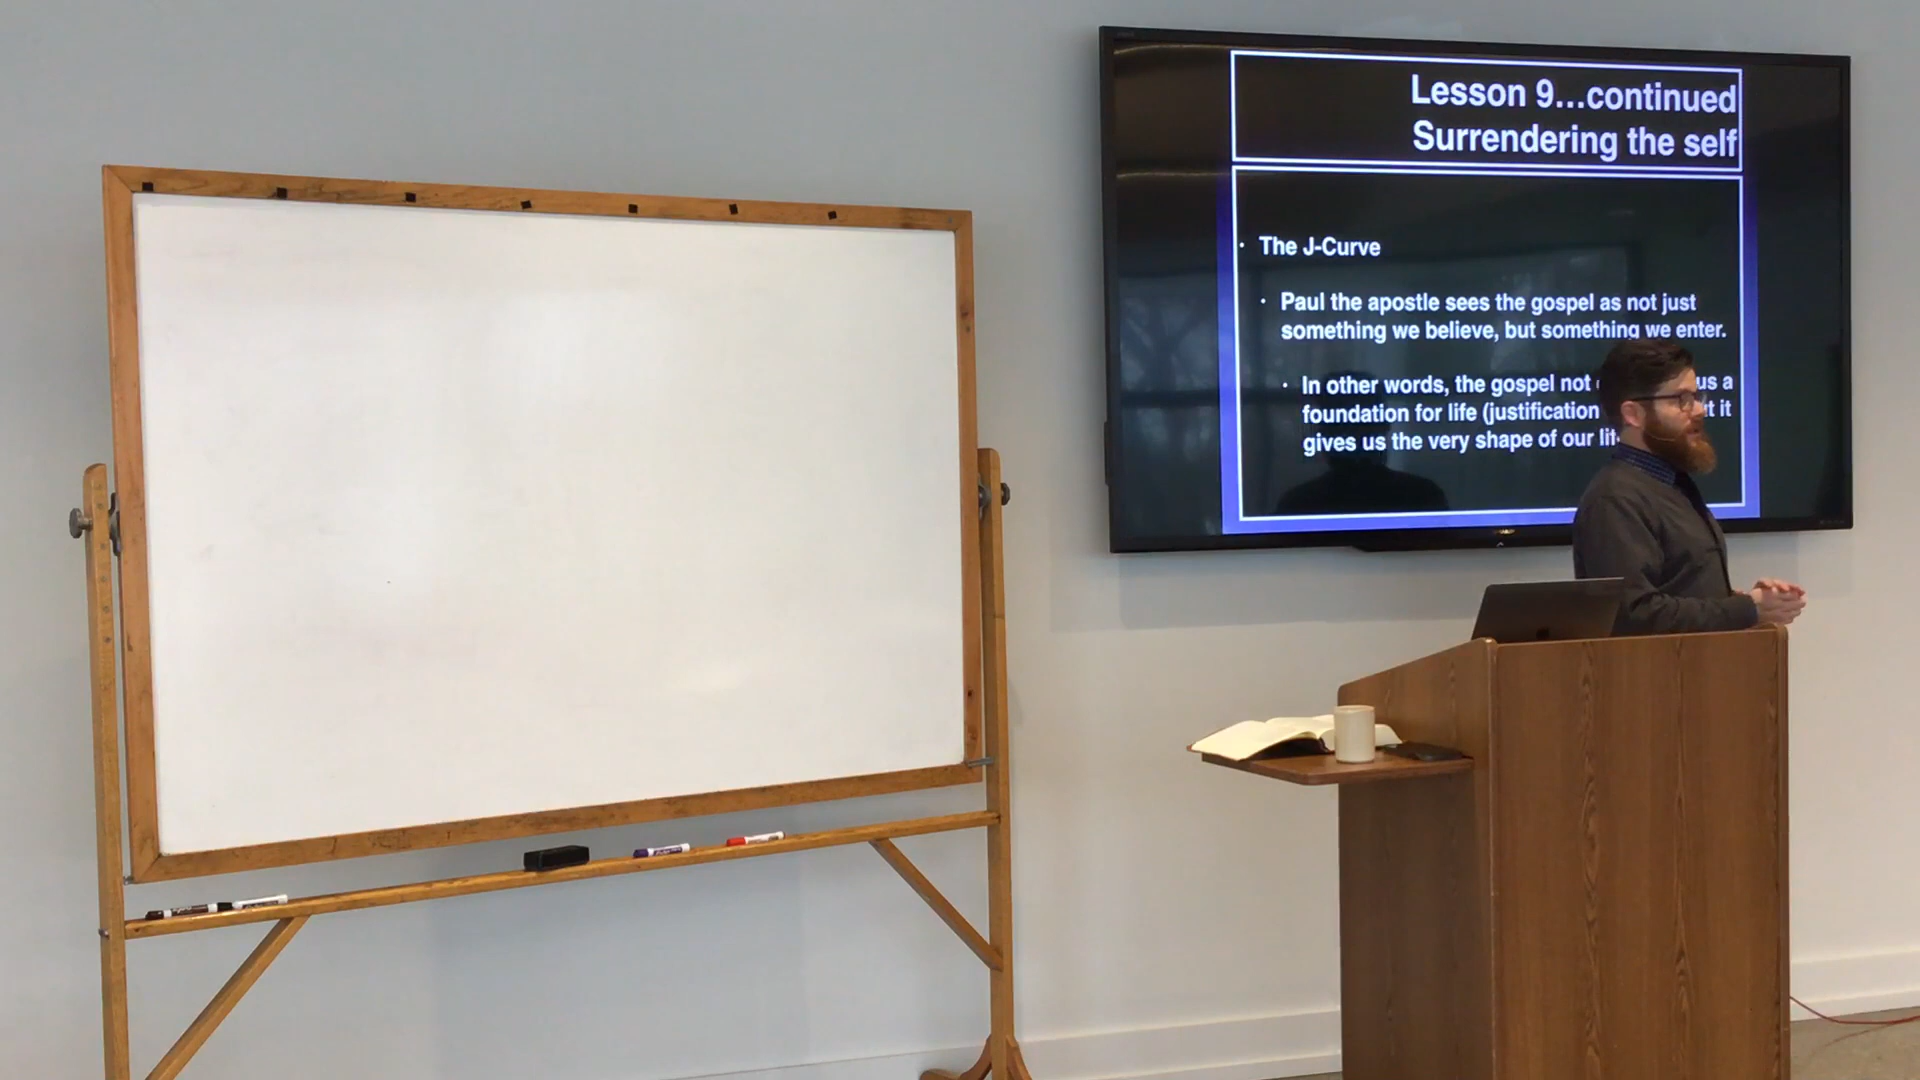 Lesson 9...continued
Surrendering the self
• The J-Curve
• Paul the apostle sees the gospel as not just
something we believe, but something we enter.
• In other words, the gospel not us a
foundation for life (justification it
gives us the very shape of our